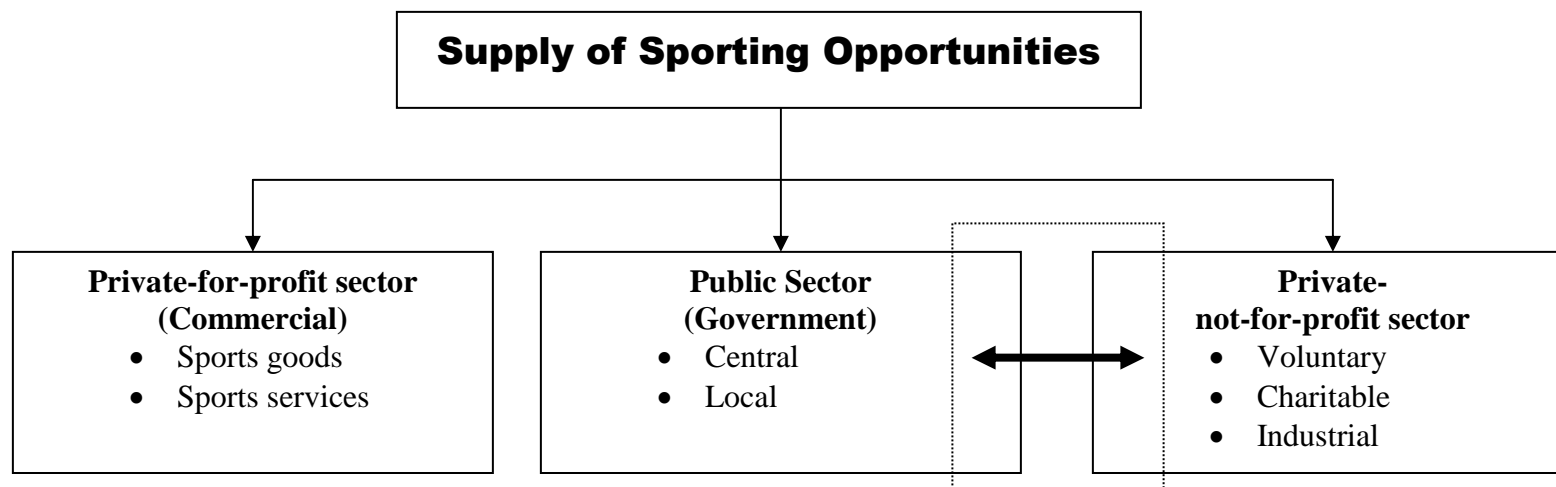 Supply of Sporting Opportunities
Private-for-profit sector
(Commercial)
• Sports goods
• Sports services
Public Sector
(Government)
• Central
• Local
Private-
not-for-profit sector
• Voluntary
• Charitable
• Industrial